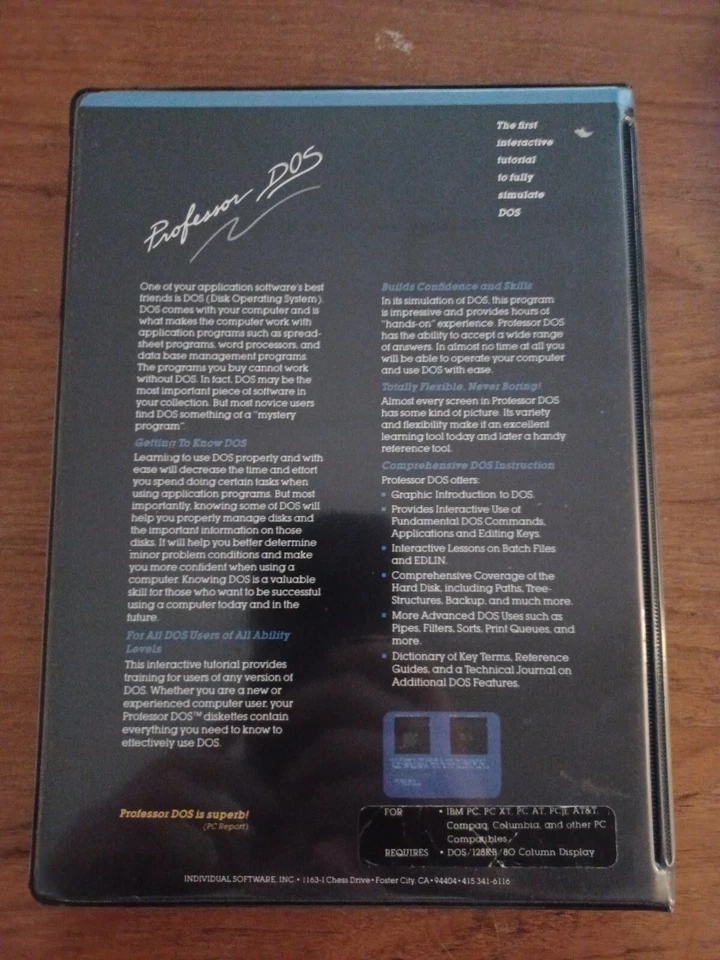 Professor DOS
The first
interactive
tutorial
to fully
simulate
DOS
One of your application software's best
friends is DOS (Disk Operating System).
DOS comes with your computer and is
what makes the computer work with
application programs such as spread-
sheet programs, word processors, and
data base management programs.
The programs you buy cannot work
without DOS. In fact, DOS may be the
most important piece of software in
your collection. But most novice users
find DOS something of a "mystery
program".
Getting To Know DOS
Learning to use DOS properly and with
ease will decrease the time and effort
you spend doing certain tasks when
using application programs. But most
importantly, knowing some of DOS will
help you properly manage disks and
the important information on those
disks. It will help you better determine
minor problem conditions and make
you more confident when using a
computer. Knowing DOS is a valuable
skill for those who want to be successful
using a computer today and in the
future.
For All DOS Users of All Ability
Levels
This interactive tutorial provides
training for users of any version of
DOS. Whether you are a new or
experienced computer user, your
Professor DOS™ diskettes contain
everything you need to know to
effectively use DOS.
Professor DOS is superb!
(PC Report)
Builds Confidence and Skills
In its simulation of DOS, this program
is impressive and provides hours of
"hands-on" experience. Professor DOS
has the ability to accept a wide range
of answers. In almost no time at all you
will be able to operate your computer
and use DOS with ease.
Totally Flexible, Never Boring!
Almost every screen in Professor DOS
has some kind of picture. Its variety
and flexibility make it an excellent
learning tool today and later a handy
reference tool.
Comprehensive DOS Instruction
Professor DOS offers:
▪ Graphic Introduction to DOS.
▪ Provides Interactive Use of
Fundamental DOS Commands,
Applications and Editing Keys.
▪ Interactive Lessons on Batch Files
and EDLIN.
▪ Comprehensive Coverage of the
Hard Disk, including Paths, Tree-
Structures, Backup, and much more.
▪ More Advanced DOS Uses such as
Pipes, Filters, Sorts, Print Queues, and
more.
▪ Dictionary of Key Terms, Reference
Guides, and a Technical Journal on
Additional DOS Features.
FOR • IBM PC, PC XT, PC AT, PCjr, AT&T,
Compaq, Columbia, and other PC
Compatibles
REQUIRES • DOS/128KB/80 Column Display
INDIVIDUAL SOFTWARE, INC. • 1163-I Chess Drive • Foster City, CA • 94404 • 415 341-6116